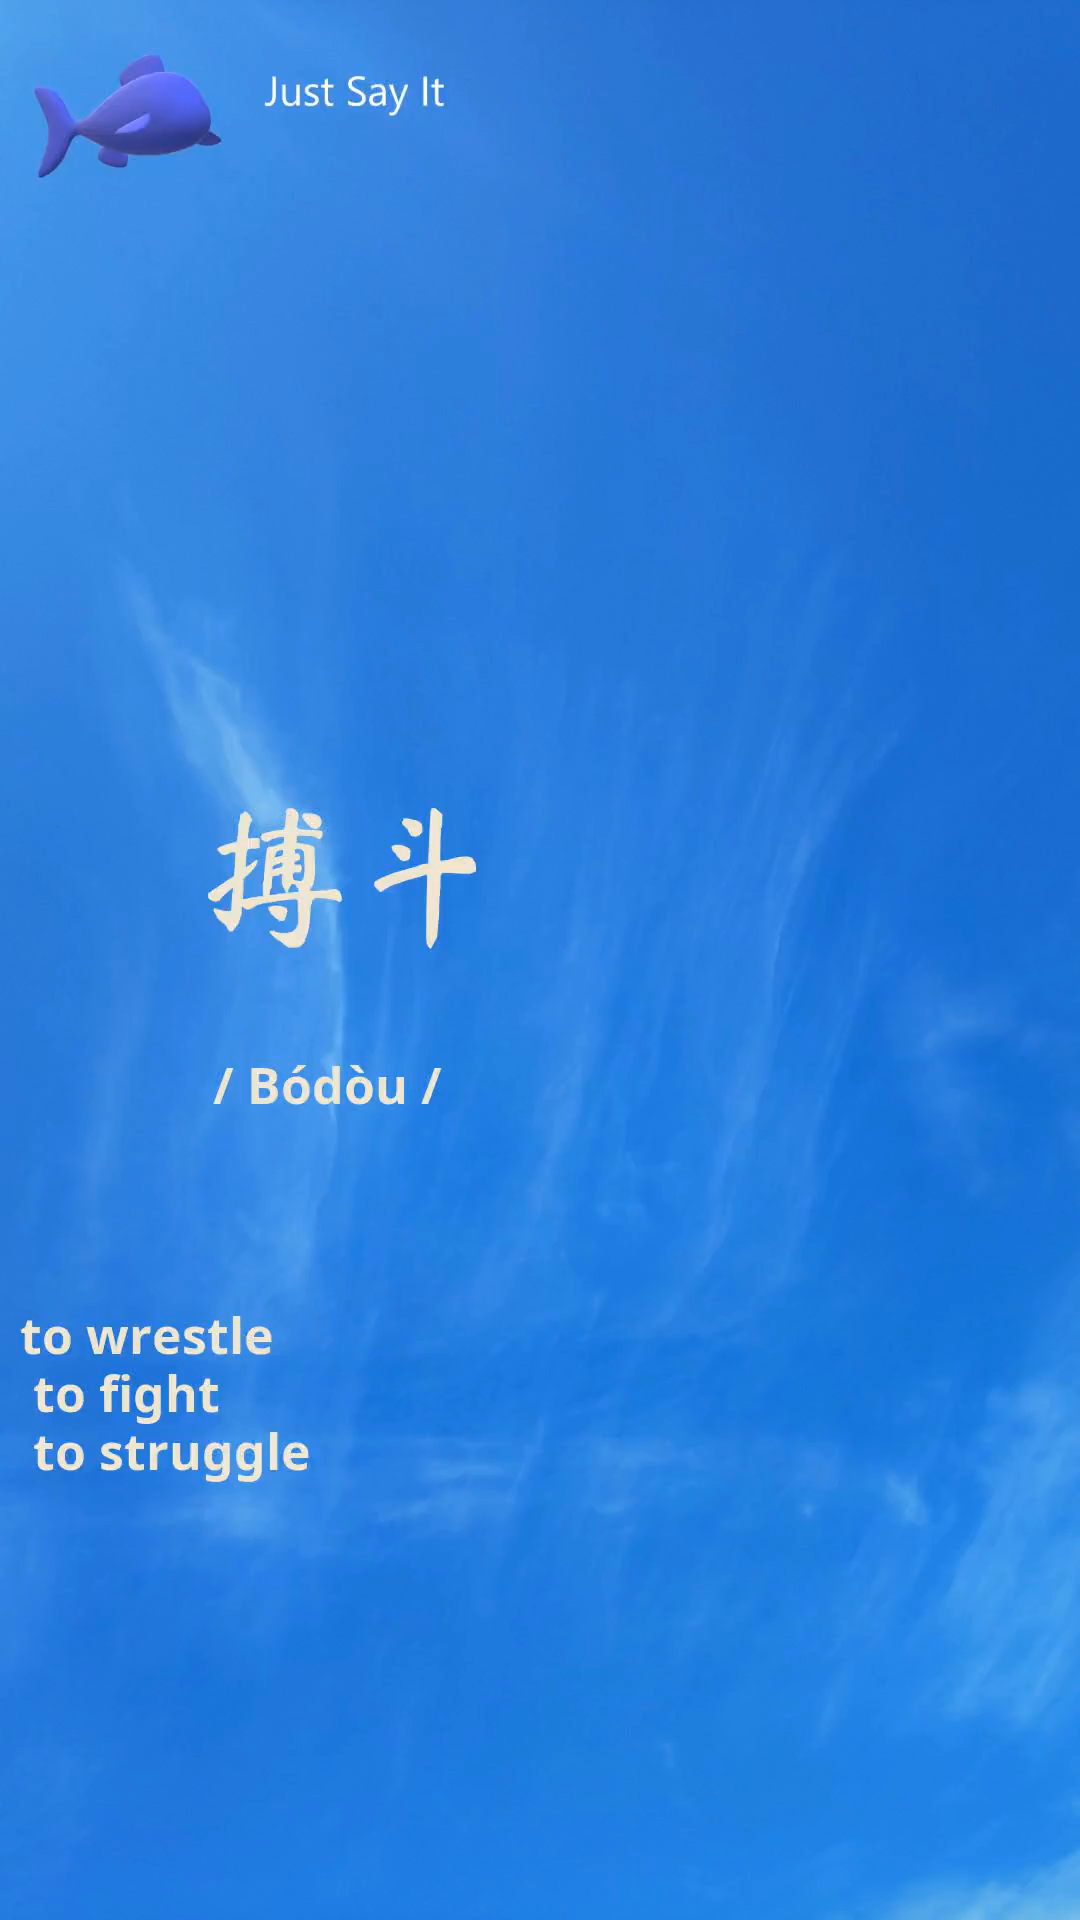 Just Say It
搏斗
/ Bódòu /
to wrestle
to fight
to struggle